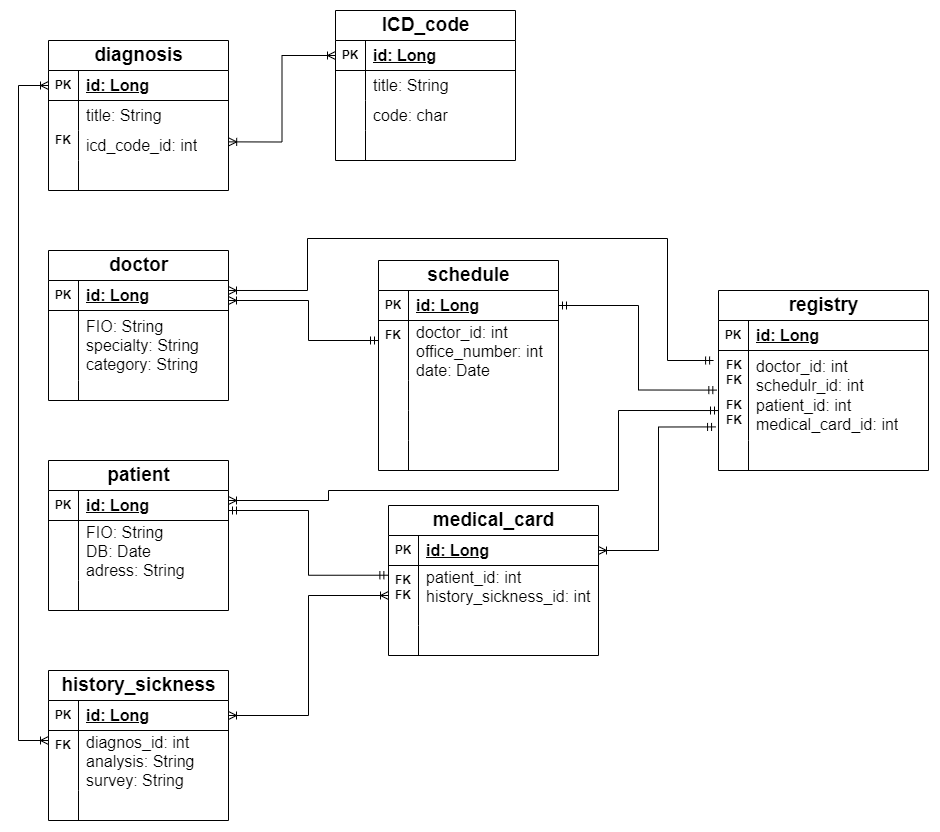 ICD_code
PK id: Long
title: String
code: char
diagnosis
PK id: Long
title: String
FK
icd_code_id: int
doctor
PK id: Long
FIO: String
specialty: String
category: String
schedule
PK id: Long
FK doctor_id: int
office_number: int
date: Date
registry
PK id: Long
FK doctor_id: int
FK schedulr_id: int
FK patient_id: int
FK medical_card_id: int
patient
PK id: Long
FIO: String
DB: Date
adress: String
medical_card
PK id: Long
FK patient_id: int
FK history_sickness_id: int
history_sickness
PK id: Long
FK diagnos_id: int
analysis: String
survey: String